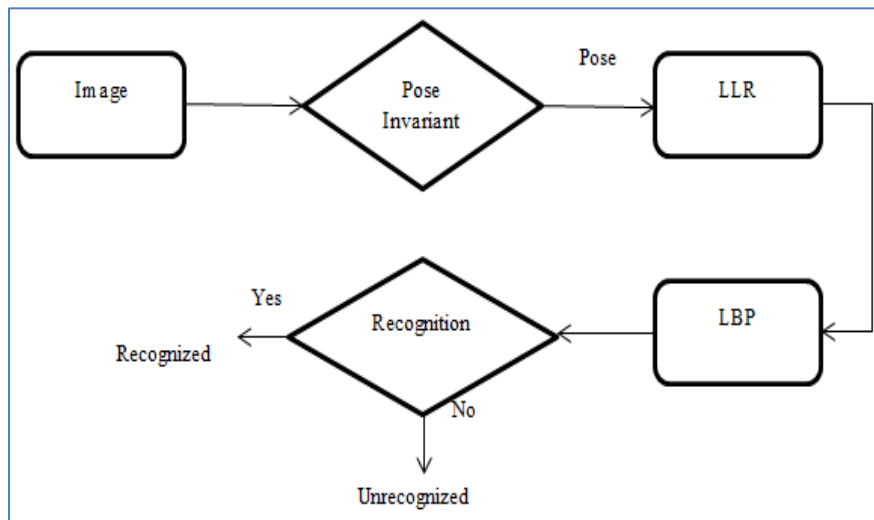 Image
Pose
Invariant
Pose
LLR
LBP
Recognition
Yes
Recognized
No
Unrecognized